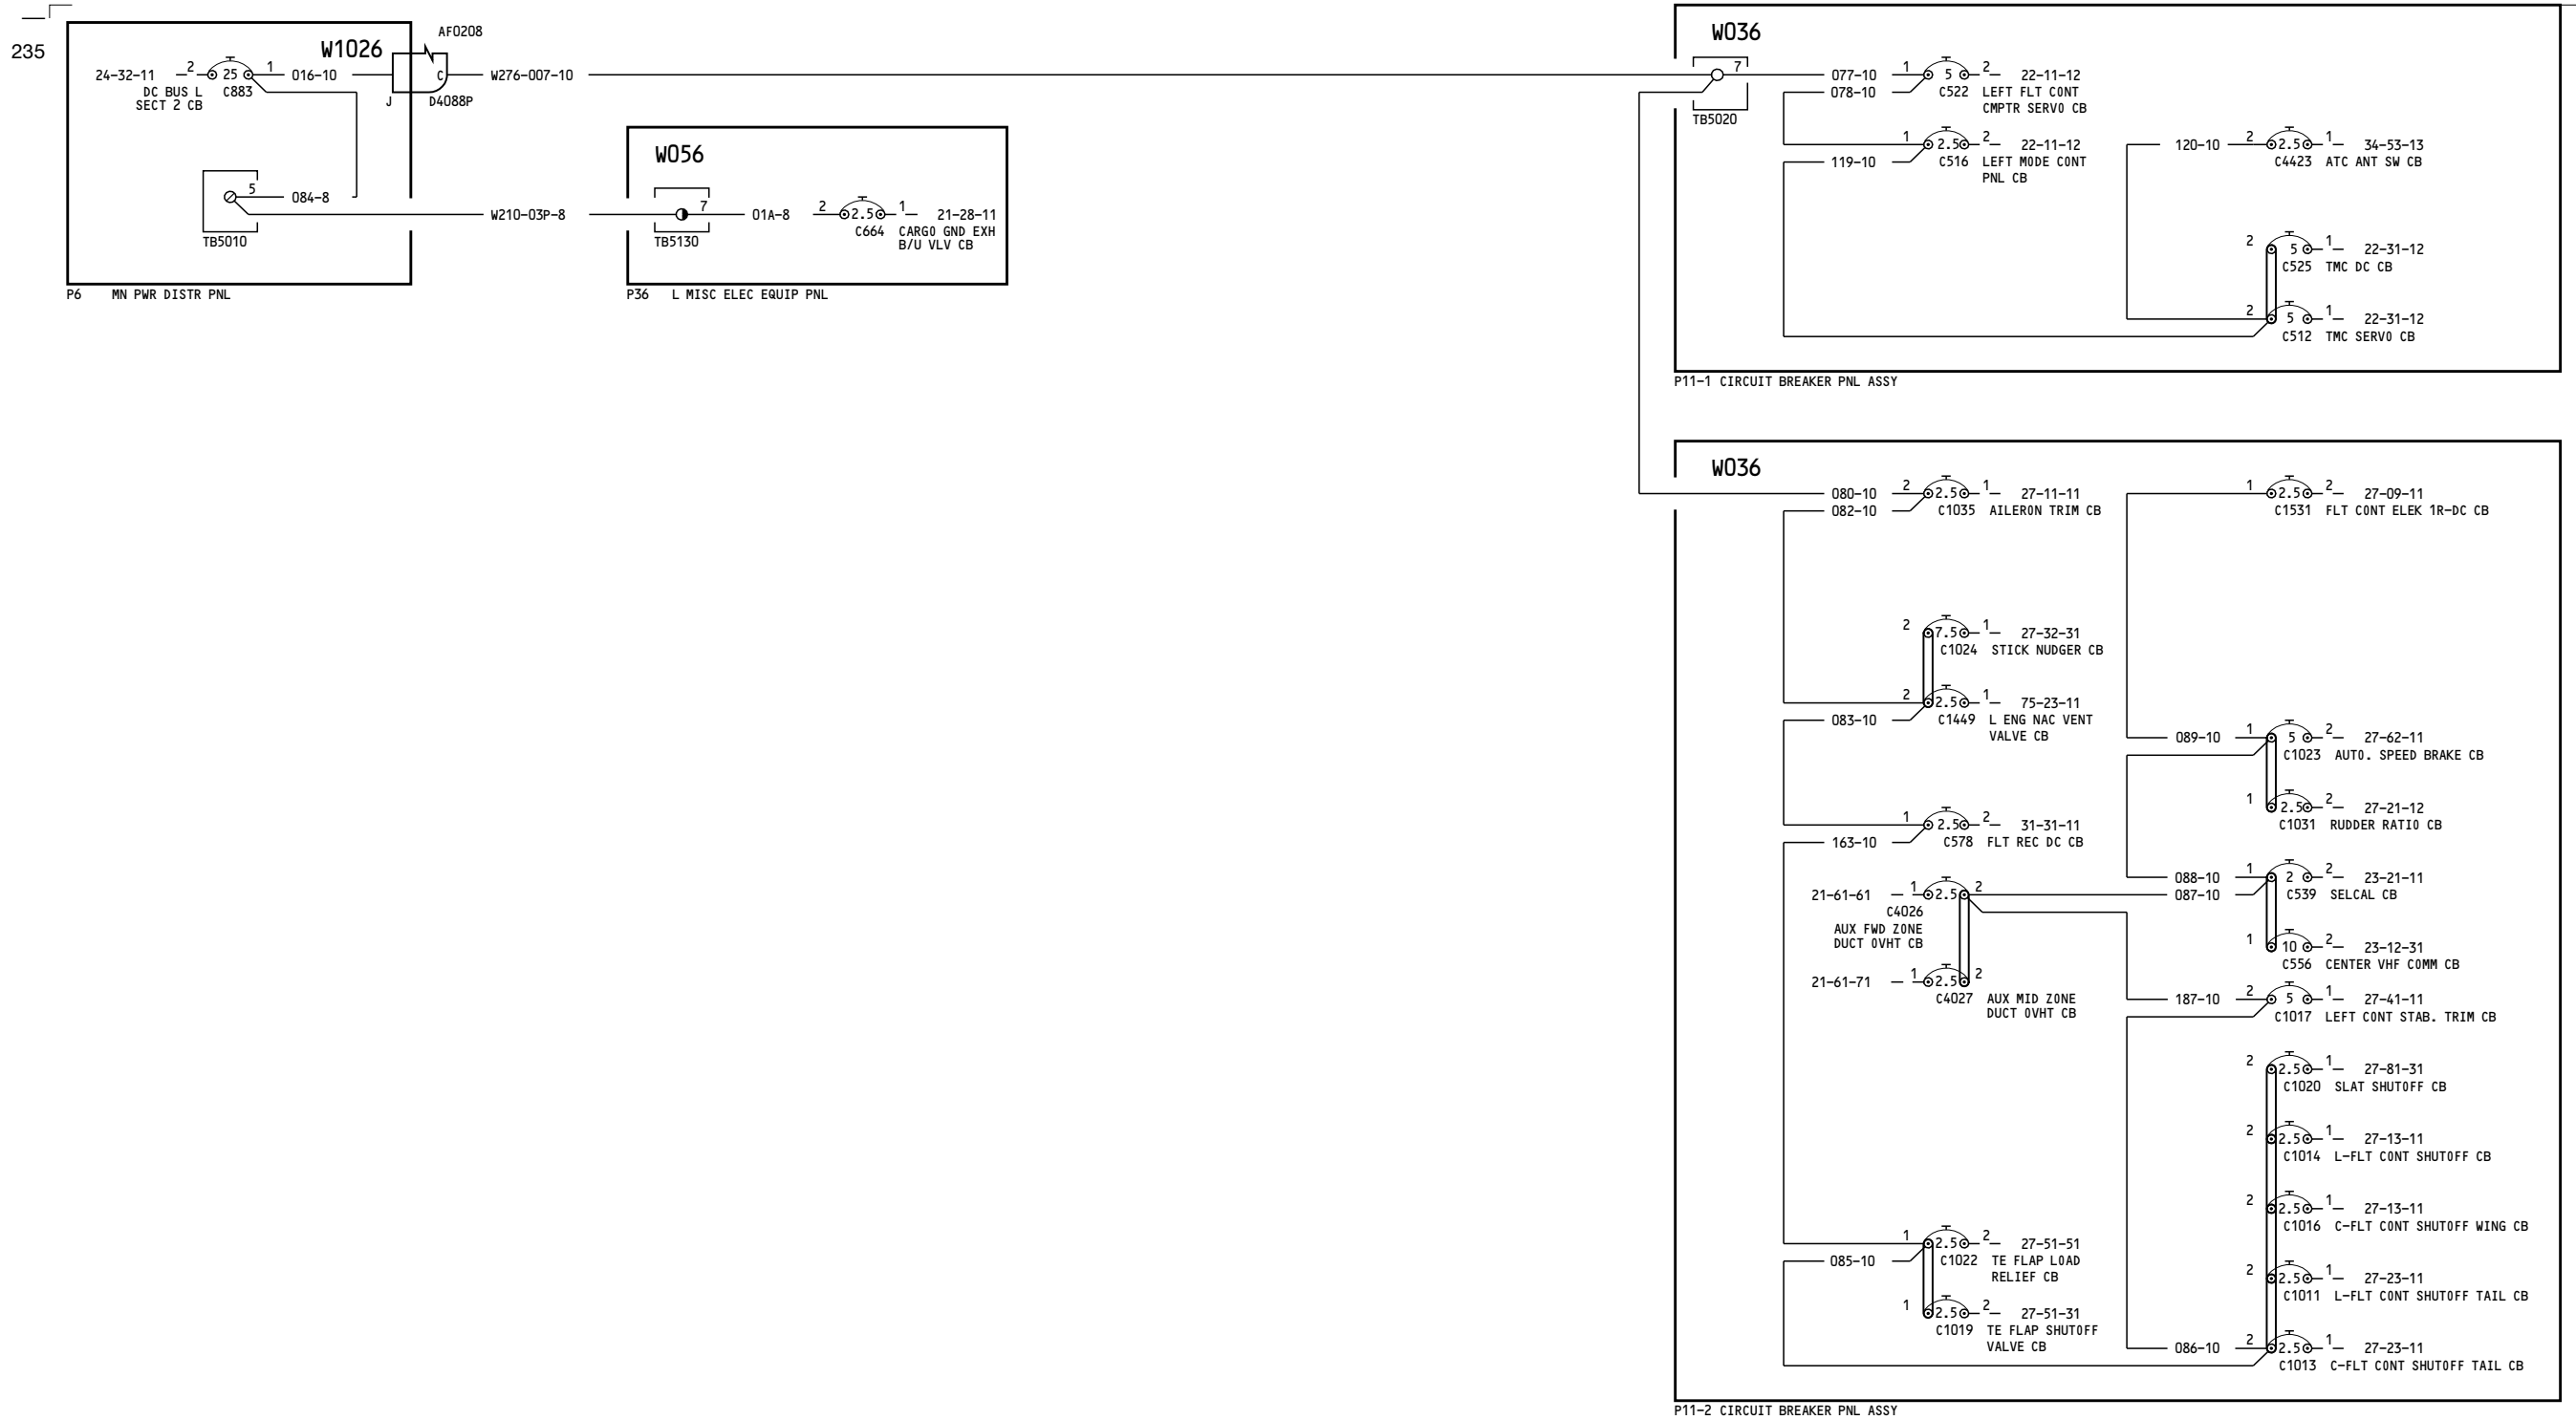 235
W1026
AF0208
24-32-11 2 25 1 016-10 C W276-007-10
DC BUS L
SECT 2 CB
C883
J D4088P
5 084-8
W210-03P-8
TB5010
P6 MN PWR DISTR PNL
W056
7 01A-8 2 2.5 1 21-28-11
TB5130
C664 CARGO GND EXH
B/U VLV CB
P36 L MISC ELEC EQUIP PNL
W036
7 077-10 1 5 2 22-11-12
078-10 C522 LEFT FLT CONT
CMPTR SERVO CB
TB5020
1 2.5 2 22-11-12
119-10 C516 LEFT MODE CONT
PNL CB
120-10 2 2.5 1 34-53-13
C4423 ATC ANT SW CB
2 5 1 22-31-12
C525 TMC DC CB
2 5 1 22-31-12
C512 TMC SERVO CB
P11-1 CIRCUIT BREAKER PNL ASSY
W036
080-10 2 2.5 1 27-11-11
082-10 C1035 AILERON TRIM CB
2 7.5 1 27-32-31
C1024 STICK NUDGER CB
2 2.5 1 75-23-11
083-10 C1449 L ENG NAC VENT
VALVE CB
1 2.5 2 31-31-11
163-10 C578 FLT REC DC CB
21-61-61 1 2.5 2
C4026
AUX FWD ZONE
DUCT OVHT CB
21-61-71 1 2.5 2
C4027 AUX MID ZONE
DUCT OVHT CB
1 2.5 2 27-51-51
085-10 C1022 TE FLAP LOAD
RELIEF CB
1 2.5 2 27-51-31
C1019 TE FLAP SHUTOFF
VALVE CB
1 2.5 2 27-09-11
C1531 FLT CONT ELEK 1R-DC CB
089-10 1 5 2 27-62-11
C1023 AUTO. SPEED BRAKE CB
1 2.5 2 27-21-12
C1031 RUDDER RATIO CB
088-10 1 2 2 23-21-11
087-10 C539 SELCAL CB
1 10 2 23-12-31
C556 CENTER VHF COMM CB
187-10 2 5 1 27-41-11
C1017 LEFT CONT STAB. TRIM CB
2 2.5 1 27-81-31
C1020 SLAT SHUTOFF CB
2 2.5 1 27-13-11
C1014 L-FLT CONT SHUTOFF CB
2 2.5 1 27-13-11
C1016 C-FLT CONT SHUTOFF WING CB
2 2.5 1 27-23-11
C1011 L-FLT CONT SHUTOFF TAIL CB
086-10 2 2.5 1 27-23-11
C1013 C-FLT CONT SHUTOFF TAIL CB
P11-2 CIRCUIT BREAKER PNL ASSY